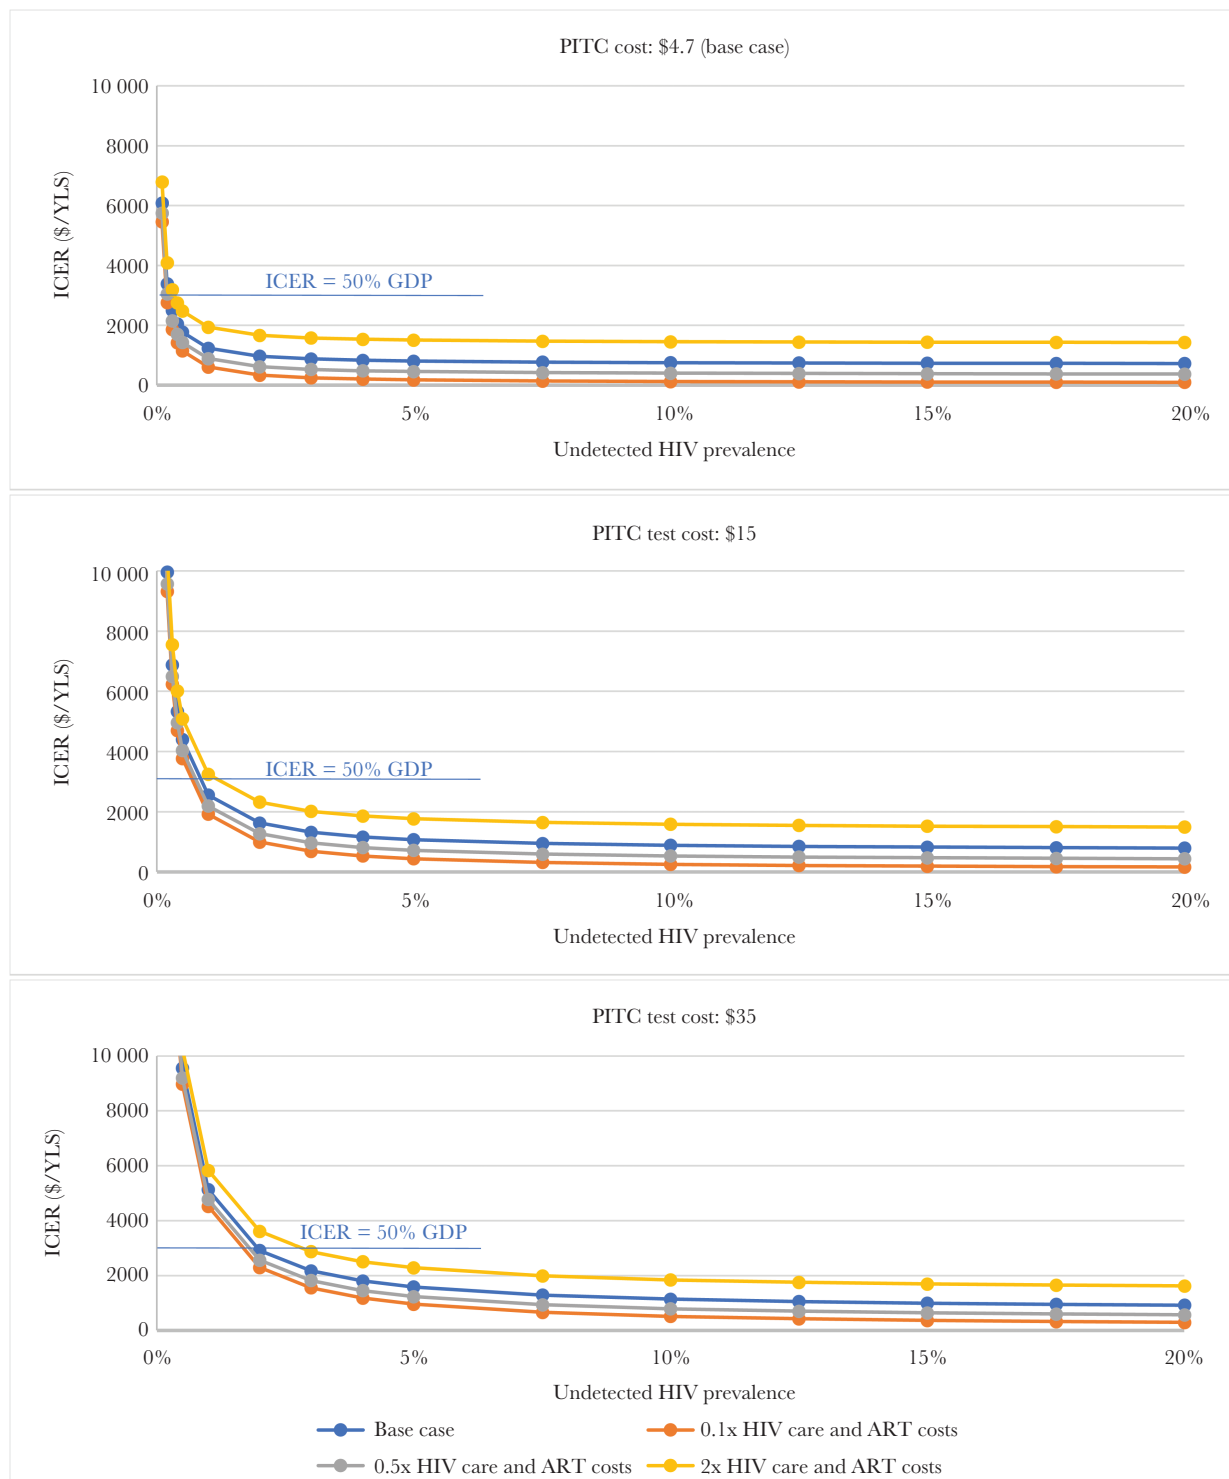 PITC cost: $4.7 (base case)
10 000
8000
6000
4000
2000
0
ICER ($/YLS)
ICER = 50% GDP
0%
5%
10%
15%
20%
Undetected HIV prevalence
PITC test cost: $15
10 000
8000
6000
4000
2000
0
ICER ($/YLS)
ICER = 50% GDP
0%
5%
10%
15%
20%
Undetected HIV prevalence
PITC test cost: $35
10 000
8000
6000
4000
2000
0
ICER ($/YLS)
ICER = 50% GDP
0%
5%
10%
15%
20%
Undetected HIV prevalence
Base case
0.1x HIV care and ART costs
0.5x HIV care and ART costs
2x HIV care and ART costs